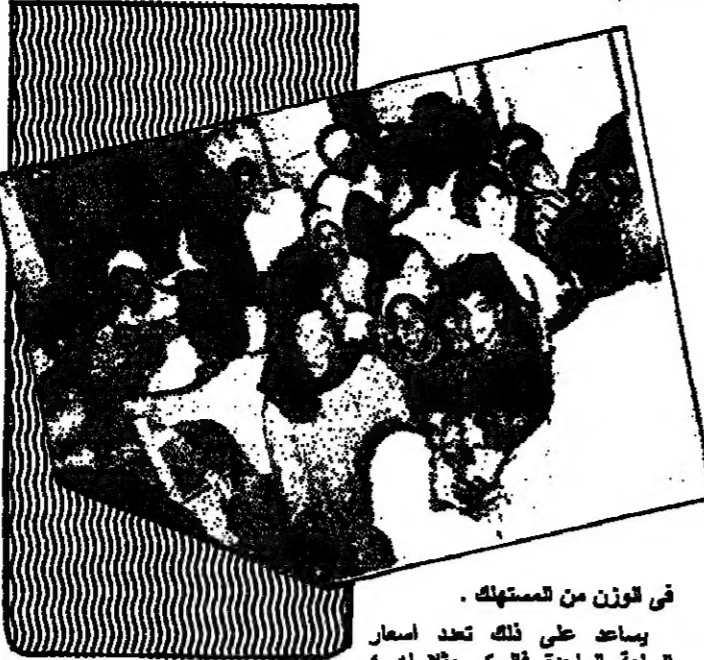 فى الوزن من المستهلك .
يساعد على ذلك تعدد اسعار